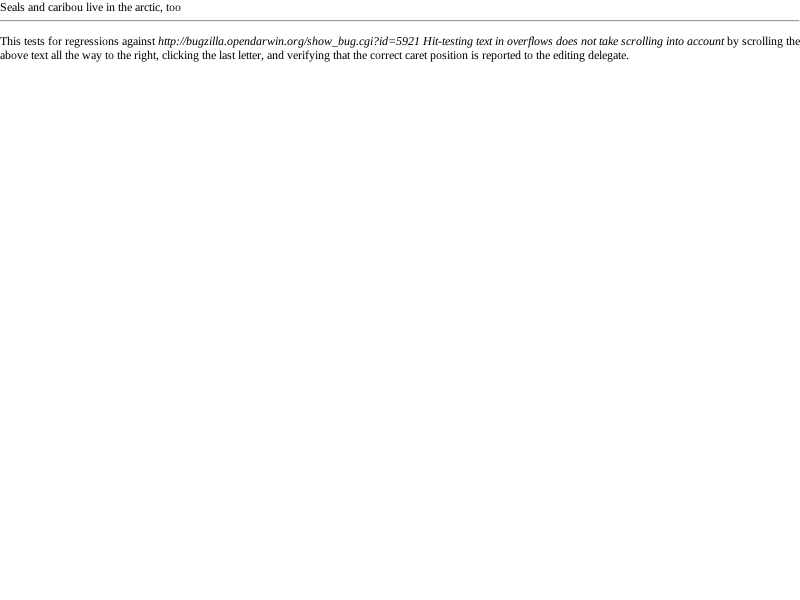 Seals and caribou live in the arctic, too
This tests for regressions against http://bugzilla.opendarwin.org/show_bug.cgi?id=5921 Hit-testing text in overflows does not take scrolling into account by scrolling the
above text all the way to the right, clicking the last letter, and verifying that the correct caret position is reported to the editing delegate.